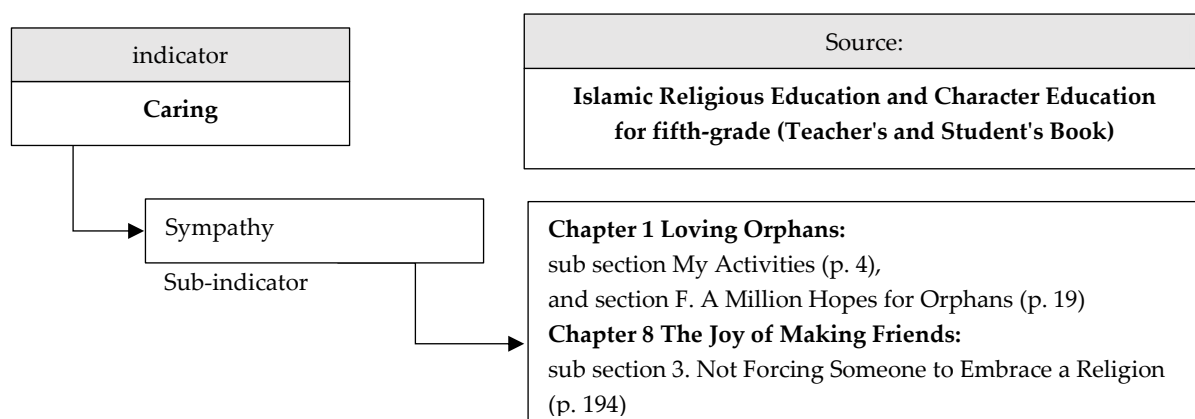 indicator
Caring
Source:
Islamic Religious Education and Character Education
for fifth-grade (Teacher's and Student's Book)
Sympathy
Sub-indicator
Chapter 1 Loving Orphans:
sub section My Activities (p. 4),
and section F. A Million Hopes for Orphans (p. 19)
Chapter 8 The Joy of Making Friends:
sub section 3. Not Forcing Someone to Embrace a Religion
(p. 194)